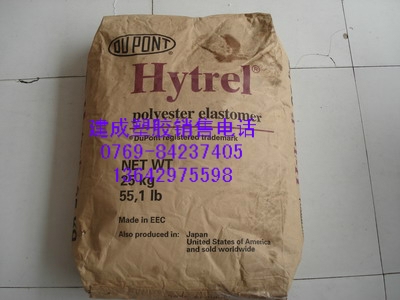 DU PONT
Hytrel®
polyester elastomer
建成塑胶销售电话
DuPont registered trademark
0769-84237405
NET WT
13642975598
25 kg
55,1 lb
Made in EEC
Also produced in: Japan
United States of America
and sold worldwide